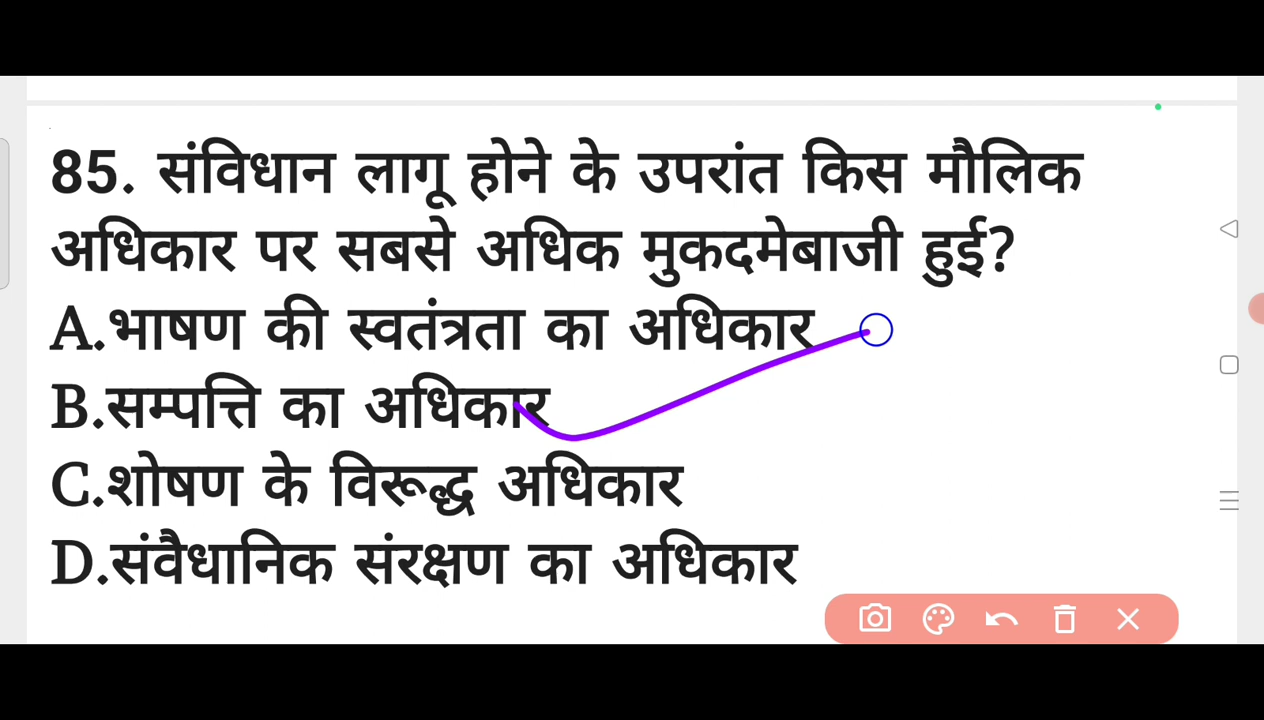 85. संविधान लागू होने के उपरांत किस मौलिक
अधिकार पर सबसे अधिक मुकदमेबाजी हुई?
A.भाषण की स्वतंत्रता का अधिकार
B.सम्पत्ति का अधिकार
C.शोषण के विरूद्ध अधिकार
D.संवैधानिक संरक्षण का अधिकार